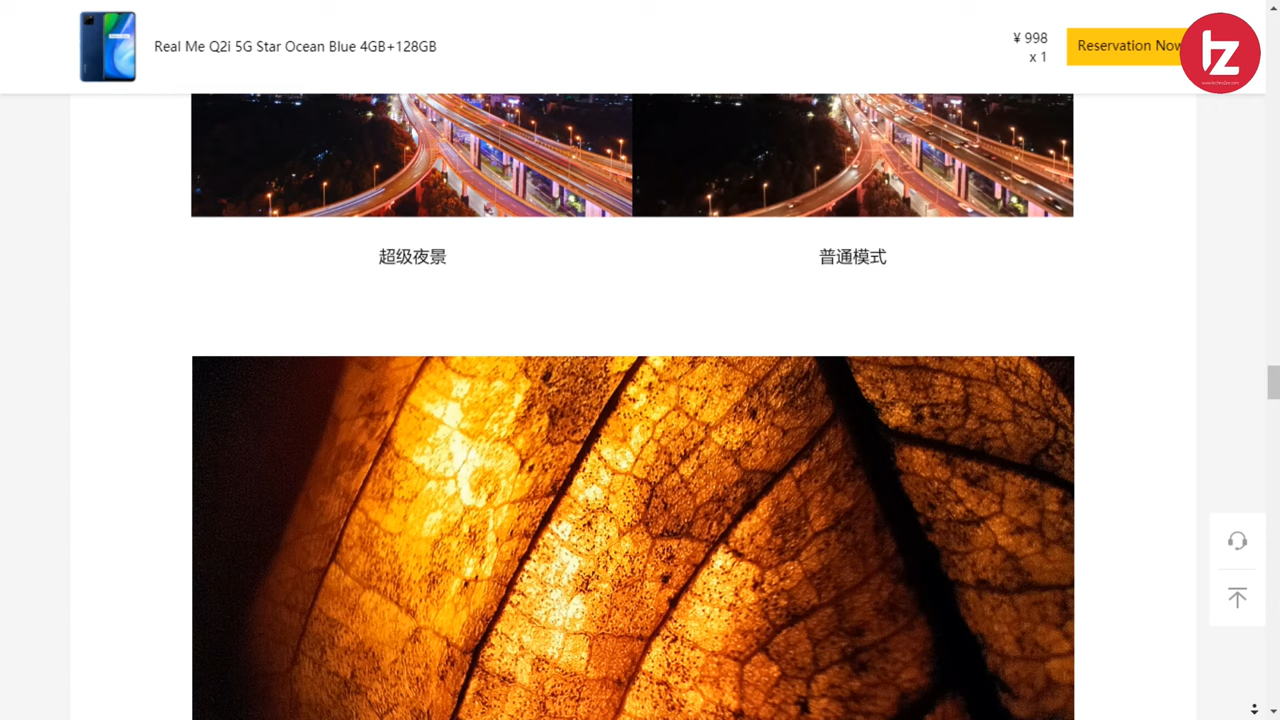 Real Me Q2i 5G Star Ocean Blue 4GB+128GB
¥ 998
x 1
Reservation Now
tz
超级夜景
普通模式